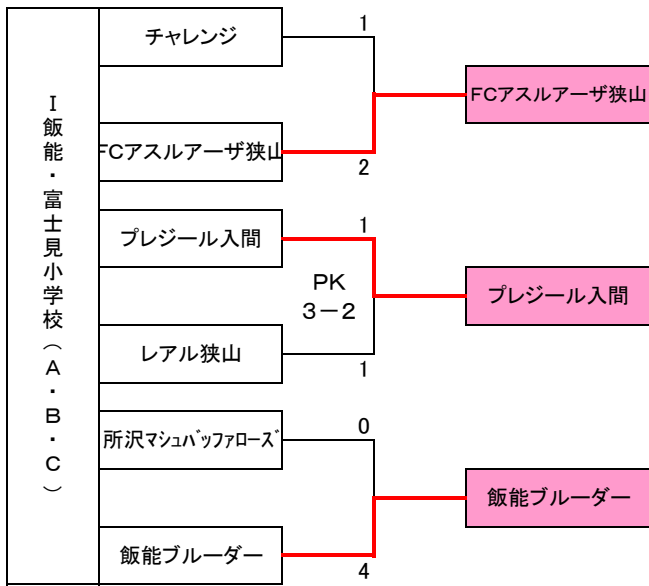 I飯能・富士見小学校（A・B・C）
チャレンジ
1
FCアスルアーザ狭山
FCアスルアーザ狭山
2
プレジール入間
1
PK
3－2
プレジール入間
レアル狭山
1
所沢マシュバッファローズ
0
飯能ブルーダー
飯能ブルーダー
4